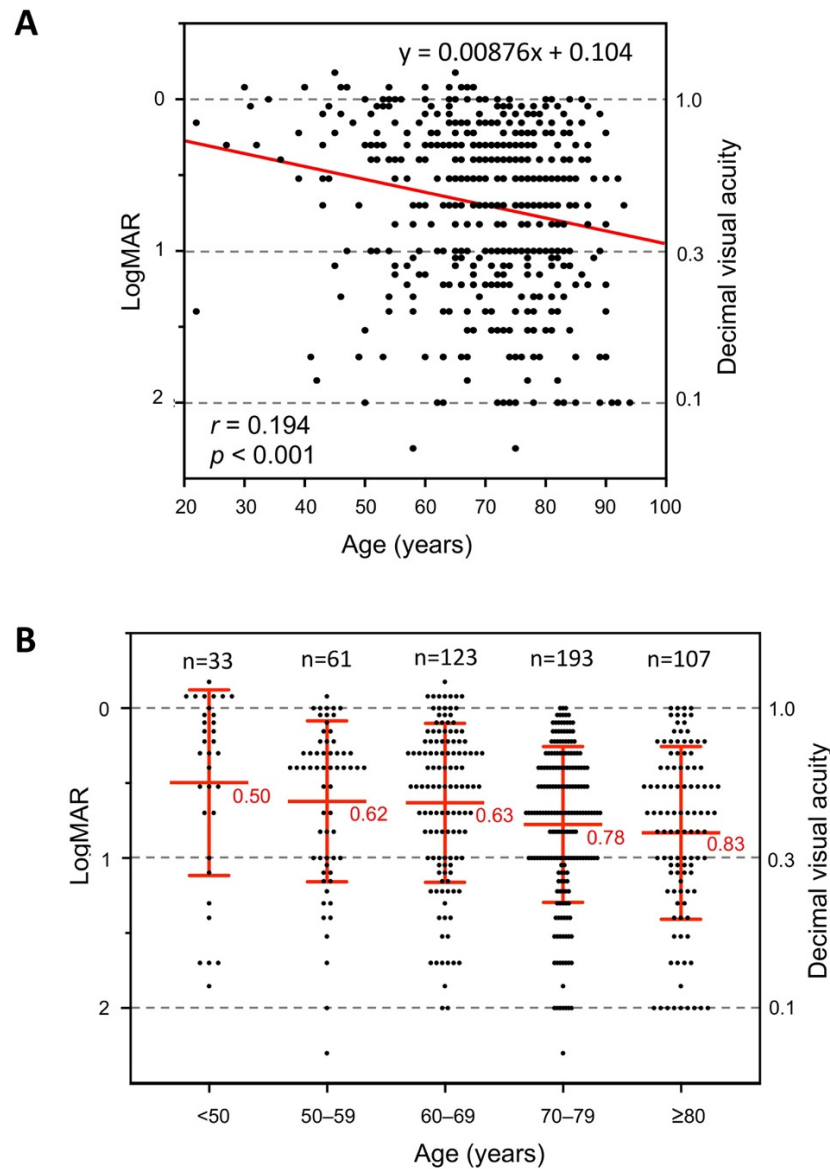 A
y = 0.00876x + 0.104
0
1
2
LogMAR
1.0
0.3
0.1
Decimal visual acuity
r = 0.194
p < 0.001
20 30 40 50 60 70 80 90 100
Age (years)
B
n=33 n=61 n=123 n=193 n=107
0
1
2
LogMAR
0.50 0.62 0.63 0.78 0.83
1.0
0.3
0.1
Decimal visual acuity
<50 50–59 60–69 70–79 ≥80
Age (years)